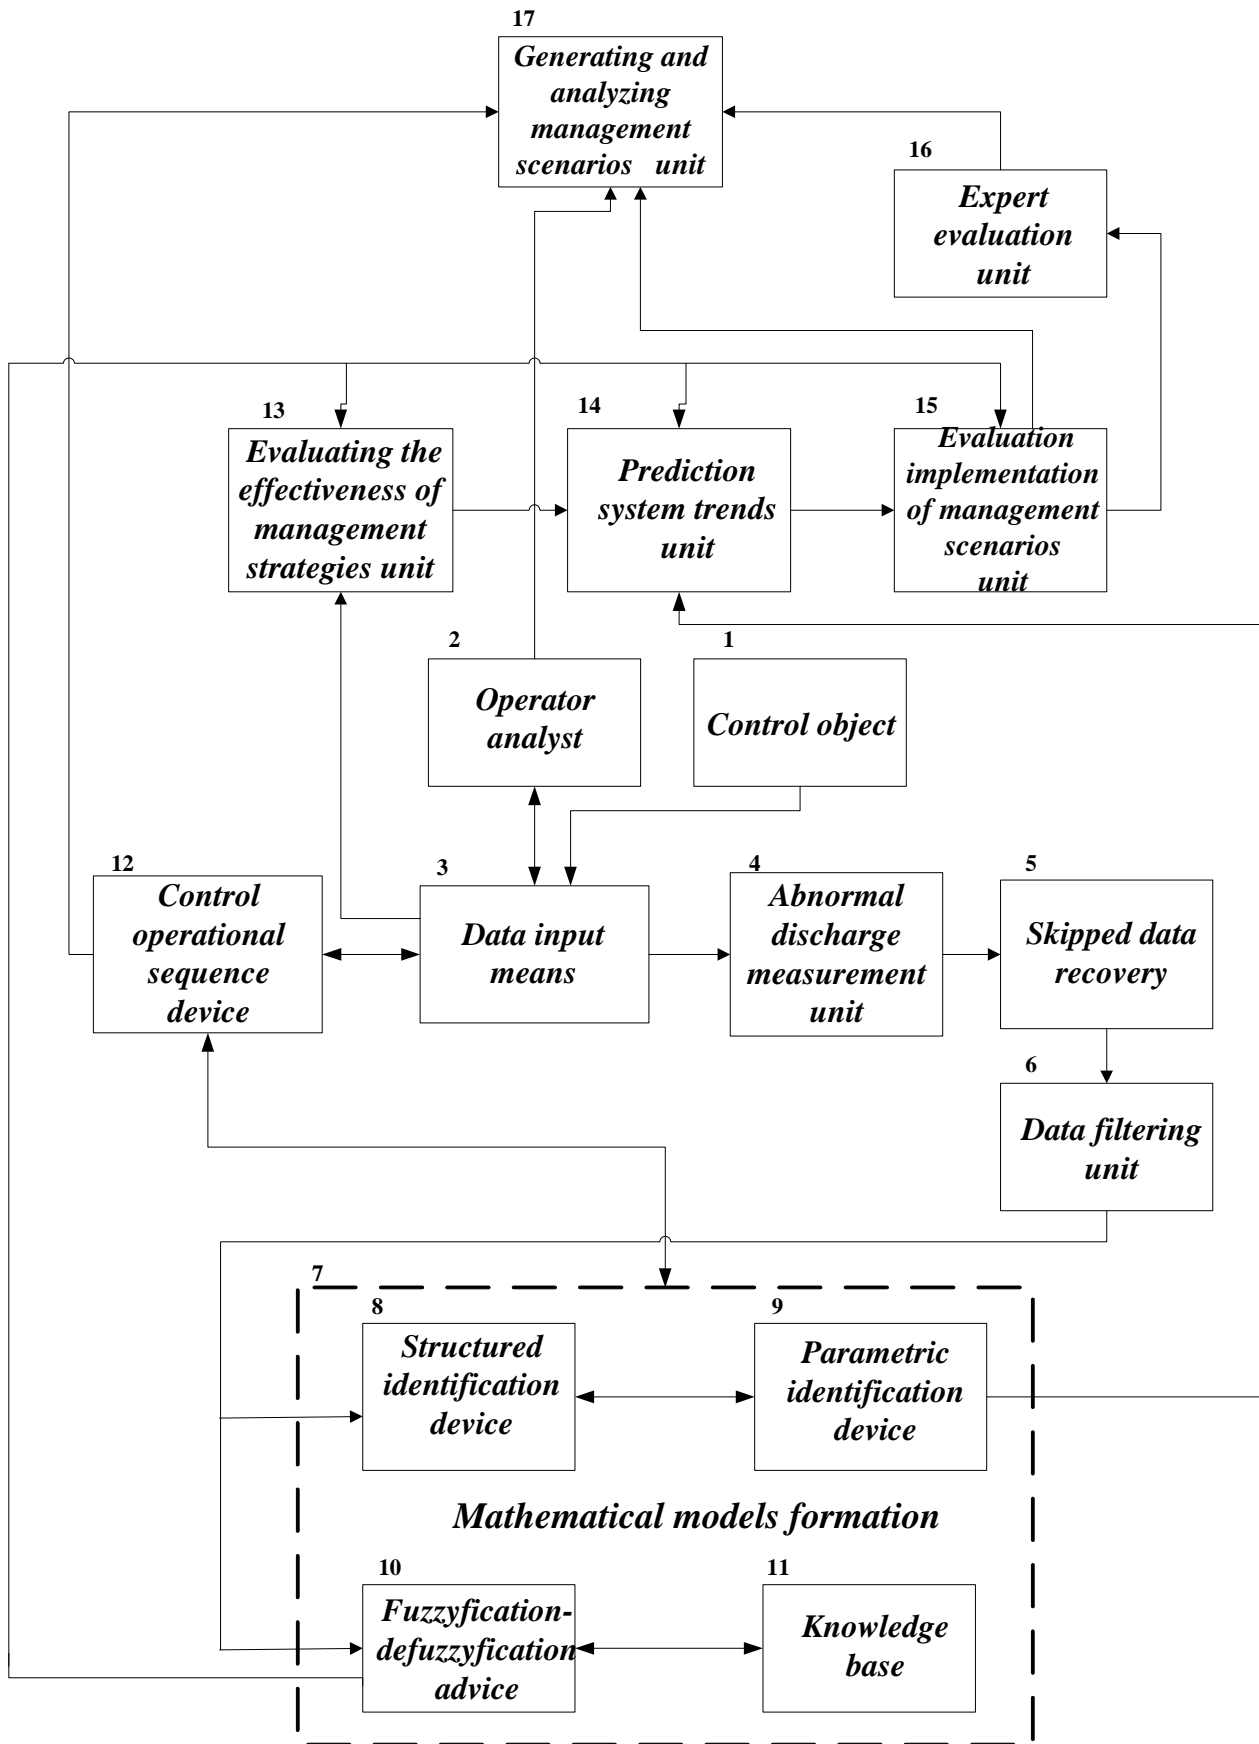 17
Generating and
analyzing
management
scenarios unit
16
Expert
evaluation
unit
13
Evaluating the
effectiveness of
management
strategies unit
14
Prediction
system trends
unit
15
Evaluation
implementation
of management
scenarios
unit
2
Operator
analyst
1
Control object
12
Control
operational
sequence
device
3
Data input
means
4
Abnormal
discharge
measurement
unit
5
Skipped data
recovery
6
Data filtering
unit
7
8
Structured
identification
device
9
Parametric
identification
device
Mathematical models formation
10
Fuzzyfication-
defuzzyfication
advice
11
Knowledge
base